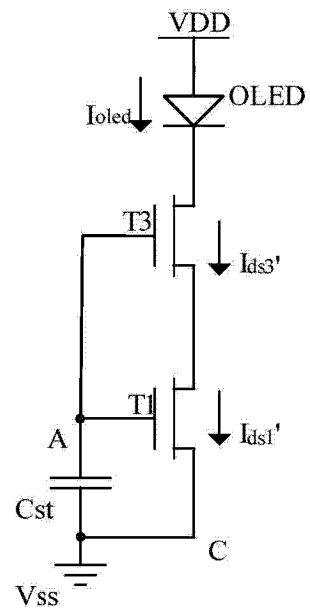 VDD
OLED
Ioled
T3
Ids3'
T1
Ids1'
A
Cst
C
Vss